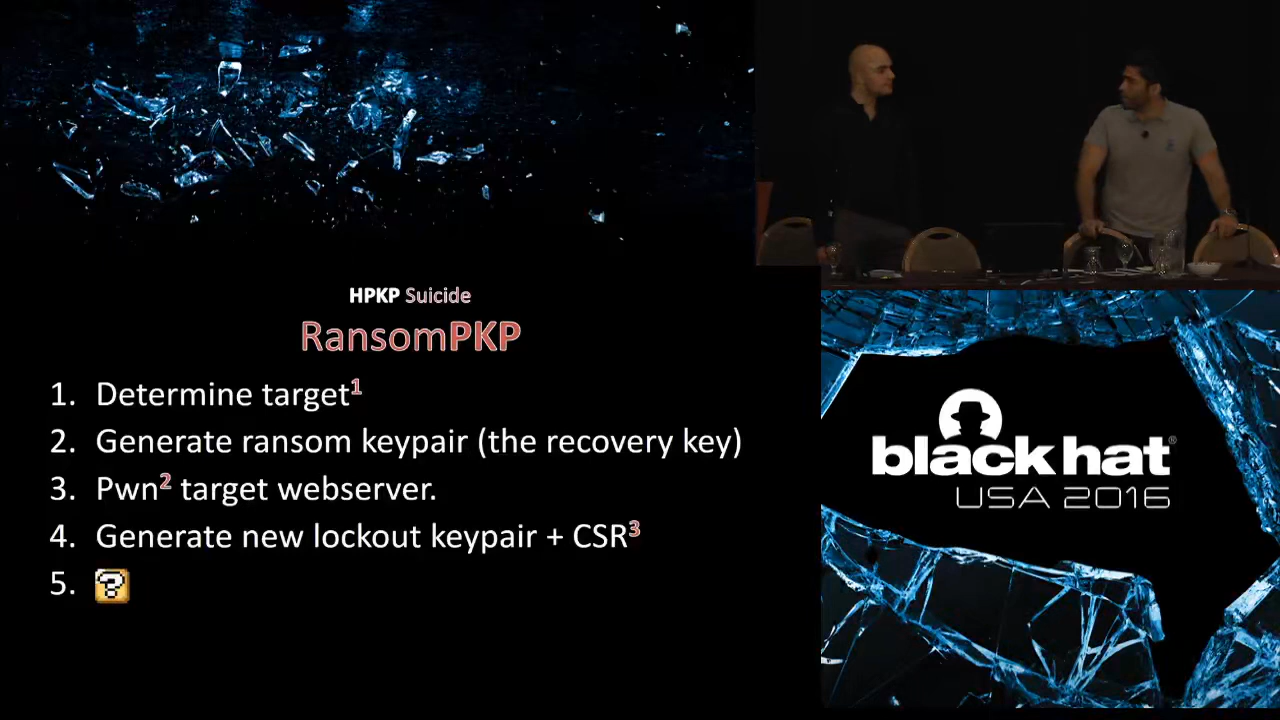 HPKP Suicide
RansomPKP
1. Determine target1
2. Generate ransom keypair (the recovery key)
3. Pwn2 target webserver.
4. Generate new lockout keypair + CSR3
5. ?
black hat®
USA 2016